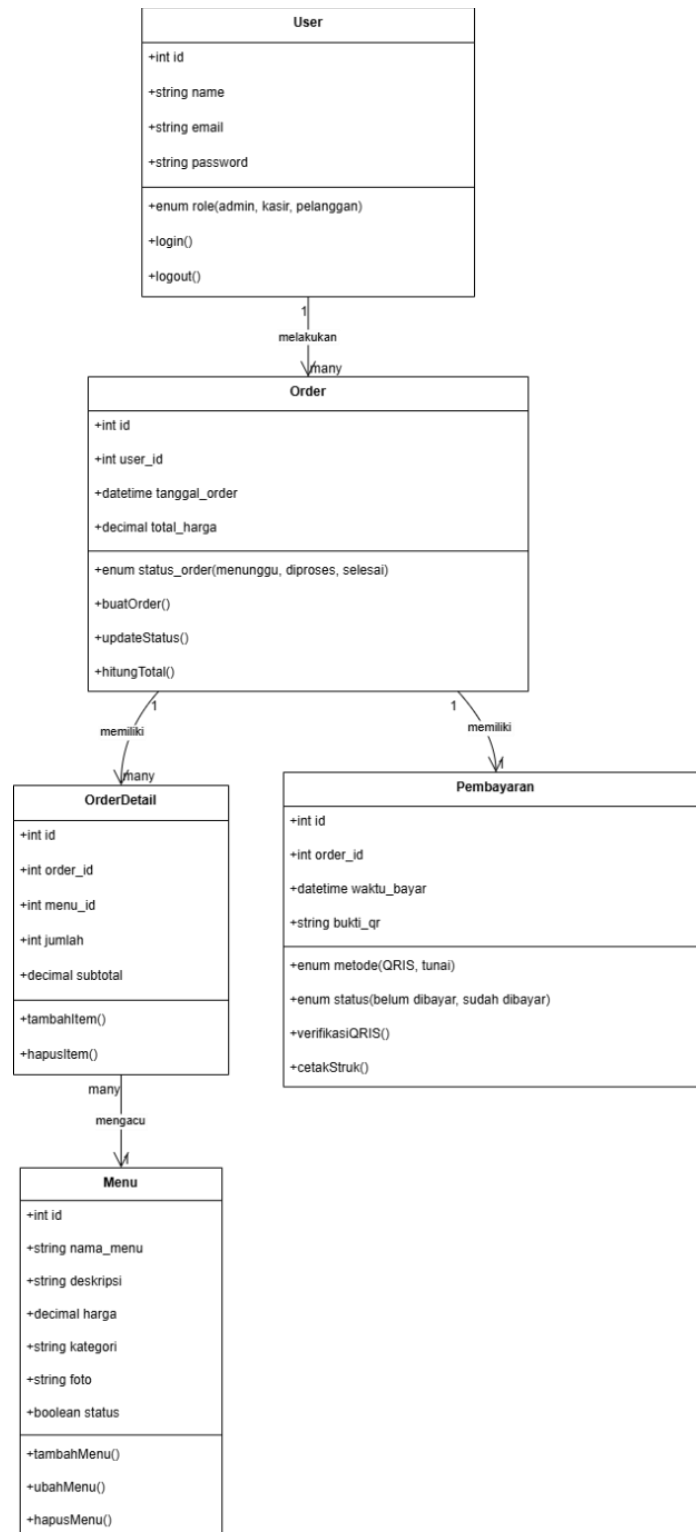 User
+int id
+string name
+string email
+string password
+enum role(admin, kasir, pelanggan)
+login()
+logout()
1
melakukan
many
Order
+int id
+int user_id
+datetime tanggal_order
+decimal total_harga
+enum status_order(menunggu, diproses, selesai)
+buatOrder()
+updateStatus()
+hitungTotal()
1
memiliki
many
1
memiliki
1
OrderDetail
+int id
+int order_id
+int menu_id
+int jumlah
+decimal subtotal
+tambahItem()
+hapusItem()
Pembayaran
+int id
+int order_id
+datetime waktu_bayar
+string bukti_qr
+enum metode(QRIS, tunai)
+enum status(belum dibayar, sudah dibayar)
+verifikasiQRIS()
+cetakStruk()
many
mengacu
1
Menu
+int id
+string nama_menu
+string deskripsi
+decimal harga
+string kategori
+string foto
+boolean status
+tambahMenu()
+ubahMenu()
+hapusMenu()